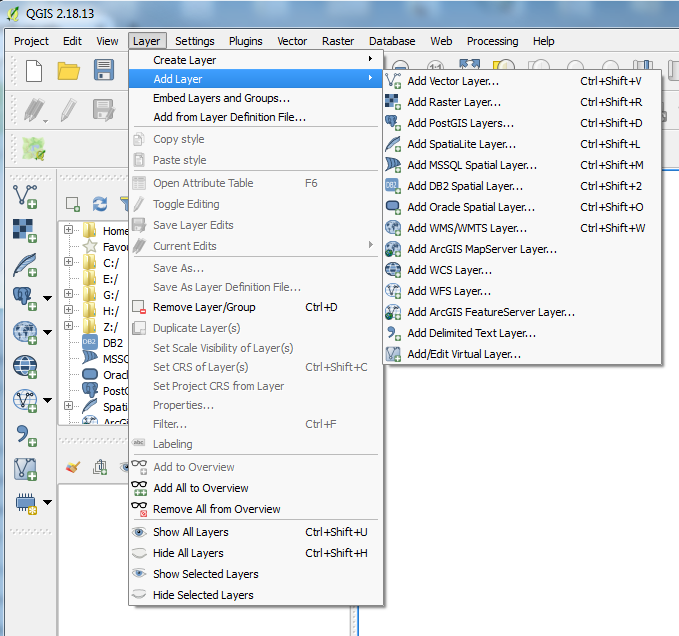 QGIS 2.18.13
Project Edit View Layer Settings Plugins Vector Raster Database Web Processing Help
Create Layer
Add Layer
Embed Layers and Groups...
Add from Layer Definition File...
Copy style
Paste style
Open Attribute Table F6
Toggle Editing
Save Layer Edits
Current Edits
Save As...
Save As Layer Definition File...
Remove Layer/Group Ctrl+D
Duplicate Layer(s)
Set Scale Visibility of Layer(s)
Set CRS of Layer(s) Ctrl+Shift+C
Set Project CRS from Layer
Properties...
Filter... Ctrl+F
abc Labeling
Add to Overview
Add All to Overview
Remove All from Overview
Show All Layers Ctrl+Shift+U
Hide All Layers Ctrl+Shift+H
Show Selected Layers
Hide Selected Layers
Add Vector Layer... Ctrl+Shift+V
Add Raster Layer... Ctrl+Shift+R
Add PostGIS Layers... Ctrl+Shift+D
Add SpatiaLite Layer... Ctrl+Shift+L
Add MSSQL Spatial Layer... Ctrl+Shift+M
DB2 Add DB2 Spatial Layer... Ctrl+Shift+2
Add Oracle Spatial Layer... Ctrl+Shift+O
Add WMS/WMTS Layer... Ctrl+Shift+W
Add ArcGIS MapServer Layer...
Add WCS Layer...
Add WFS Layer...
Add ArcGIS FeatureServer Layer...
Add Delimited Text Layer...
Add/Edit Virtual Layer...
Home
Favo
C:/
E:/
G:/
H:/
Z:/
DB2 DB2
MSSQ
Orac
PostG
Spati
ArcG